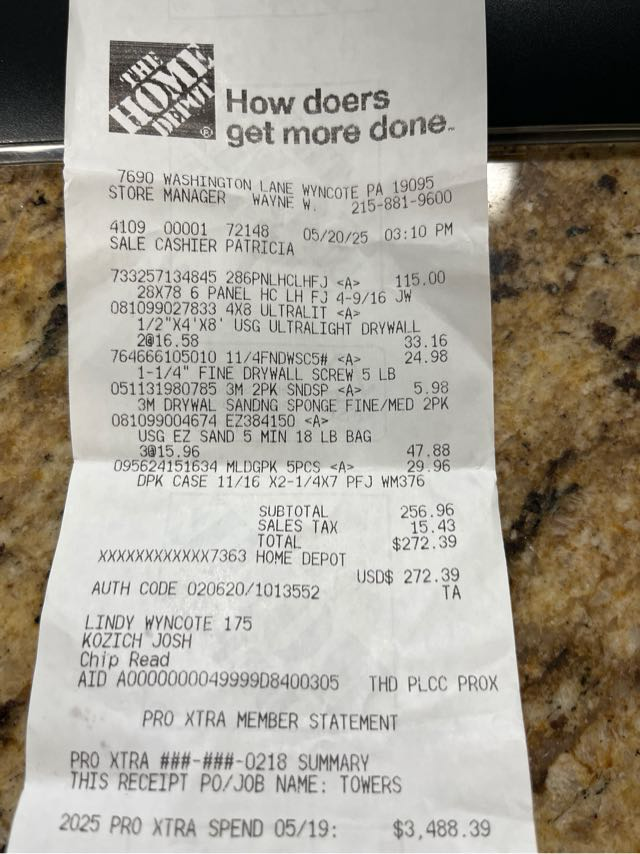 THE
HOME
DEPOT
®
How doers
get more done™
7690 WASHINGTON LANE WYNCOTE PA 19095
STORE MANAGER WAYNE W. 215-881-9600
4109 00001 72148 05/20/25 03:10 PM
SALE CASHIER PATRICIA
733257134845 286PNLHCLHFJ <A> 115.00
28X78 6 PANEL HC LH FJ 4-9/16 JW
081099027833 4X8 ULTRALIT <A>
1/2"X4'X8' USG ULTRALIGHT DRYWALL
2@16.58 33.16
764666105010 11/4FNDWSC5# <A> 24.98
1-1/4" FINE DRYWALL SCREW 5 LB
051131980785 3M 2PK SNDSP <A> 5.98
3M DRYWAL SANDNG SPONGE FINE/MED 2PK
081099004674 EZ384150 <A>
USG EZ SAND 5 MIN 18 LB BAG
3@15.96 47.88
095624151634 MLDGPK 5PCS <A> 29.96
DPK CASE 11/16 X2-1/4X7 PFJ WM376
SUBTOTAL 256.96
SALES TAX 15.43
TOTAL $272.39
XXXXXXXXXXXX7363 HOME DEPOT
USD$ 272.39
AUTH CODE 020620/1013552 TA
LINDY WYNCOTE 175
KOZICH JOSH
Chip Read
AID A0000000049999D8400305 THD PLCC PROX
PRO XTRA MEMBER STATEMENT
PRO XTRA ###-###-0218 SUMMARY
THIS RECEIPT PO/JOB NAME: TOWERS
2025 PRO XTRA SPEND 05/19: $3,488.39